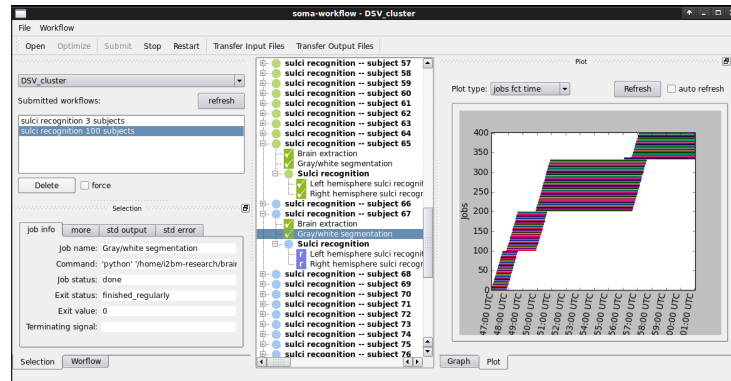 soma-workflow - DSV_cluster
File Workflow
Open Optimize Submit Stop Restart Transfer Input Files Transfer Output Files
DSV_cluster
Submitted workflows:
refresh
sulci recognition 3 subjects
sulci recognition 100 subjects
Delete
force
Selection
job info more std output std error
Job name: Gray/white segmentation
Command: 'python' '/home/i2bm-research/brain
Job status: done
Exit status: finished_regularly
Exit value: 0
Terminating signal:
Selection Worflow
sulci recognition -- subject 57
sulci recognition -- subject 58
sulci recognition -- subject 59
sulci recognition -- subject 60
sulci recognition -- subject 61
sulci recognition -- subject 62
sulci recognition -- subject 63
sulci recognition -- subject 64
sulci recognition -- subject 65
Brain extraction
Gray/white segmentation
Sulci recognition
Left hemisphere sulci recognit
Right hemisphere sulci recogr
sulci recognition -- subject 66
sulci recognition -- subject 67
Brain extraction
Gray/white segmentation
Sulci recognition
r Left hemisphere sulci recognit
r Right hemisphere sulci recogr
sulci recognition -- subject 68
sulci recognition -- subject 69
sulci recognition -- subject 70
sulci recognition -- subject 71
sulci recognition -- subject 72
sulci recognition -- subject 73
sulci recognition -- subject 74
sulci recognition -- subject 75
sulci recognition -- subject 76
Plot
Plot type: jobs fct time
Refresh
auto refresh
400
350
300
250
200
150
100
50
0
Jobs
47:00 UTC
48:00 UTC
49:00 UTC
50:00 UTC
51:00 UTC
52:00 UTC
53:00 UTC
54:00 UTC
55:00 UTC
56:00 UTC
57:00 UTC
58:00 UTC
59:00 UTC
00:00 UTC
01:00 UTC
Graph Plot